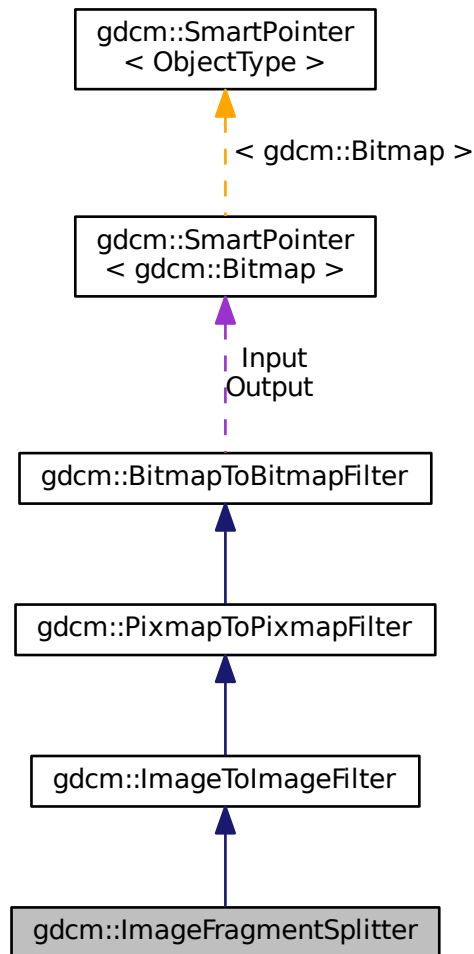 gdcm::SmartPointer
< ObjectType >
< gdcm::Bitmap >
gdcm::SmartPointer
< gdcm::Bitmap >
Input
Output
gdcm::BitmapToBitmapFilter
gdcm::PixmapToPixmapFilter
gdcm::ImageToImageFilter
gdcm::ImageFragmentSplitter